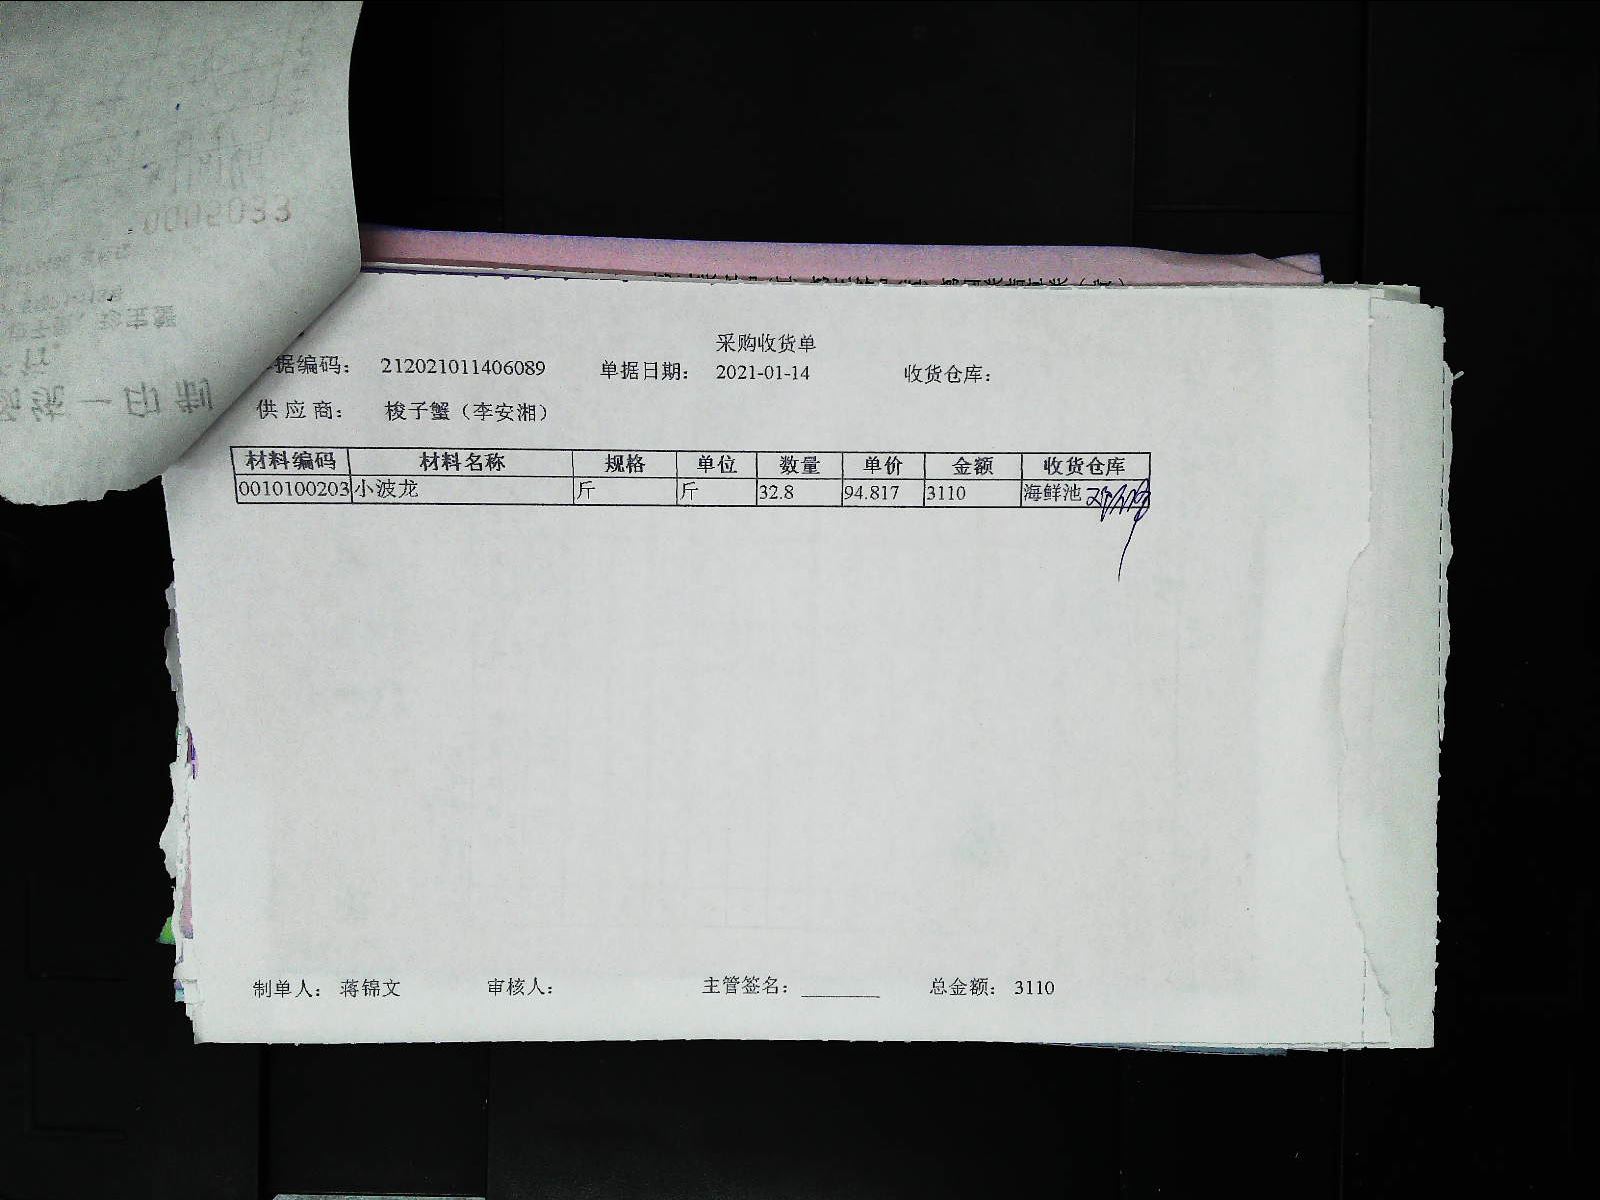 采购收货单
据编码： 212021011406089 单据日期： 2021-01-14 收货仓库：
供应商： 梭子蟹（李安湘）
材料编码 材料名称 规格 单位 数量 单价 金额 收货仓库
0010100203 小波龙 斤 斤 32.8 94.817 3110 海鲜池
制单人： 蒋锦文 审核人： 主管签名： 总金额： 3110